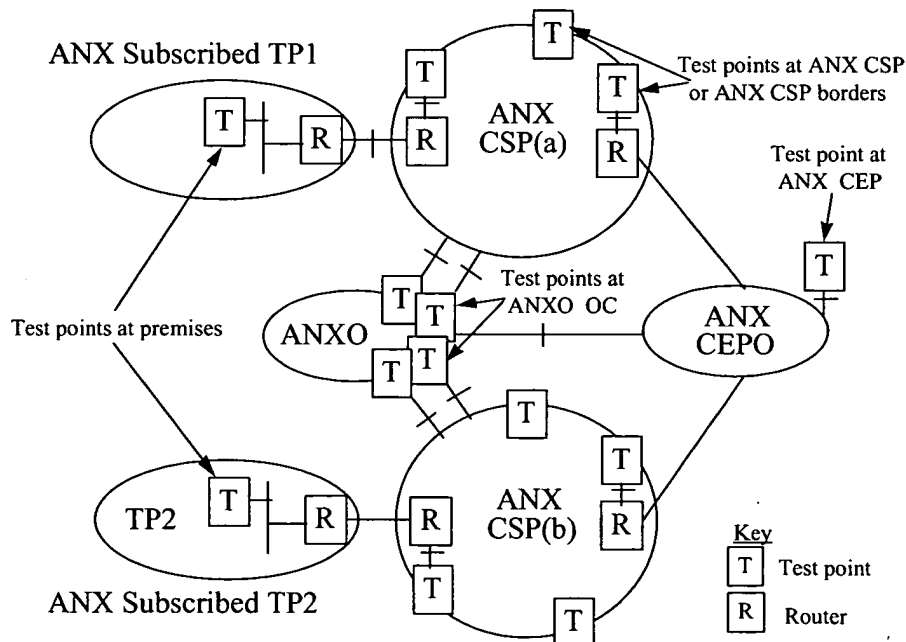 ANX Subscribed TP1
T
R
T
R
T
ANX
CSP(a)
T
R
Test points at ANX CSP
or ANX CSP borders
Test point at
ANX CEP
T
Test points at premises
ANXO
T
T
T
T
Test points at
ANXO OC
ANX
CEPO
TP2
T
R
ANX Subscribed TP2
R
T
T
ANX
CSP(b)
T
R
T
Key
T Test point
R Router